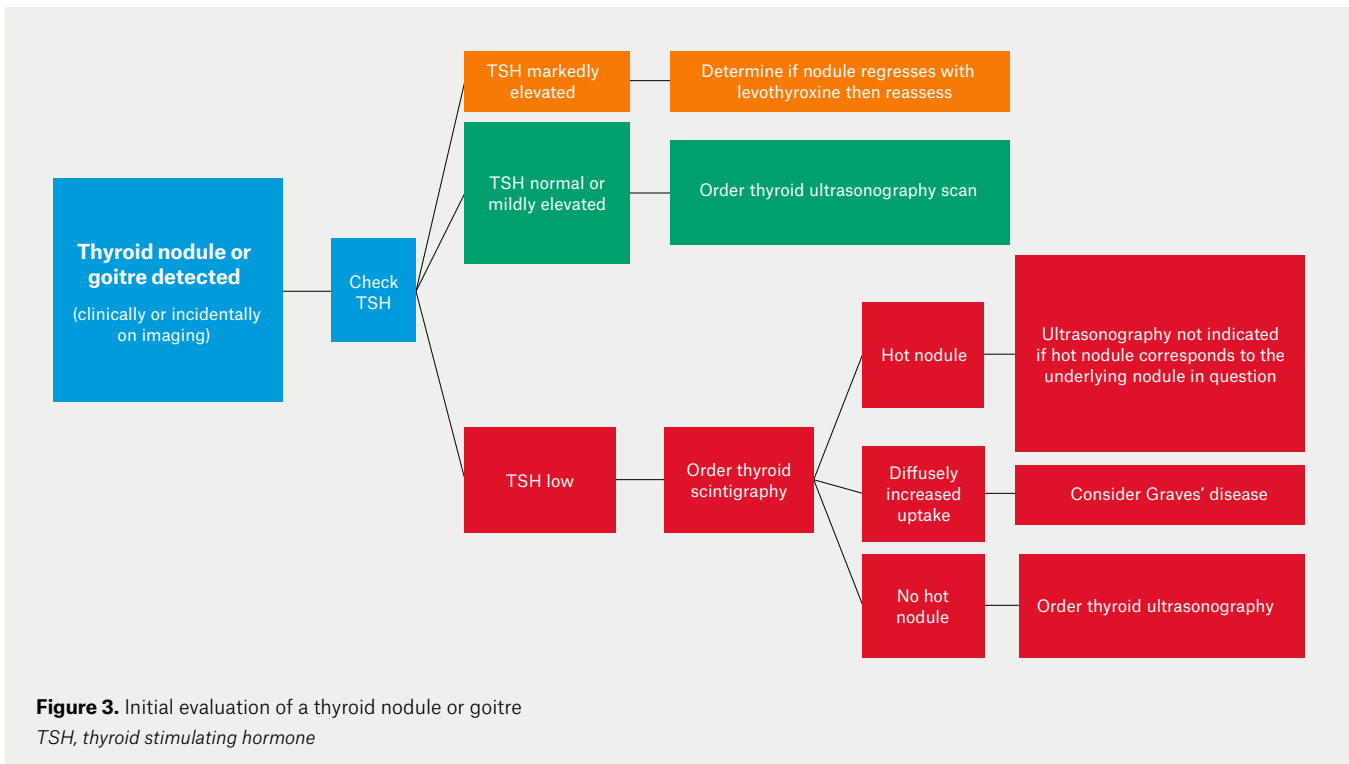 Thyroid nodule or
goitre detected
(clinically or incidentally
on imaging)
Check
TSH
TSH markedly
elevated
Determine if nodule regresses with
levothyroxine then reassess
TSH normal or
mildly elevated
Order thyroid ultrasonography scan
TSH low
Order thyroid
scintigraphy
Hot nodule
Ultrasonography not indicated
if hot nodule corresponds to the
underlying nodule in question
Diffusely
increased
uptake
Consider Graves’ disease
No hot
nodule
Order thyroid ultrasonography
Figure 3. Initial evaluation of a thyroid nodule or goitre
TSH, thyroid stimulating hormone